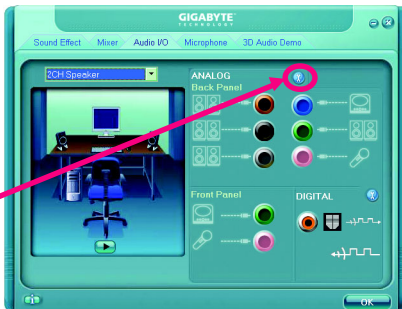 GIGABYTE
TECHNOLOGY
Sound Effect Mixer Audio I/O Microphone 3D Audio Demo
2CH Speaker
ANALOG
Back Panel
Front Panel
DIGITAL
OK